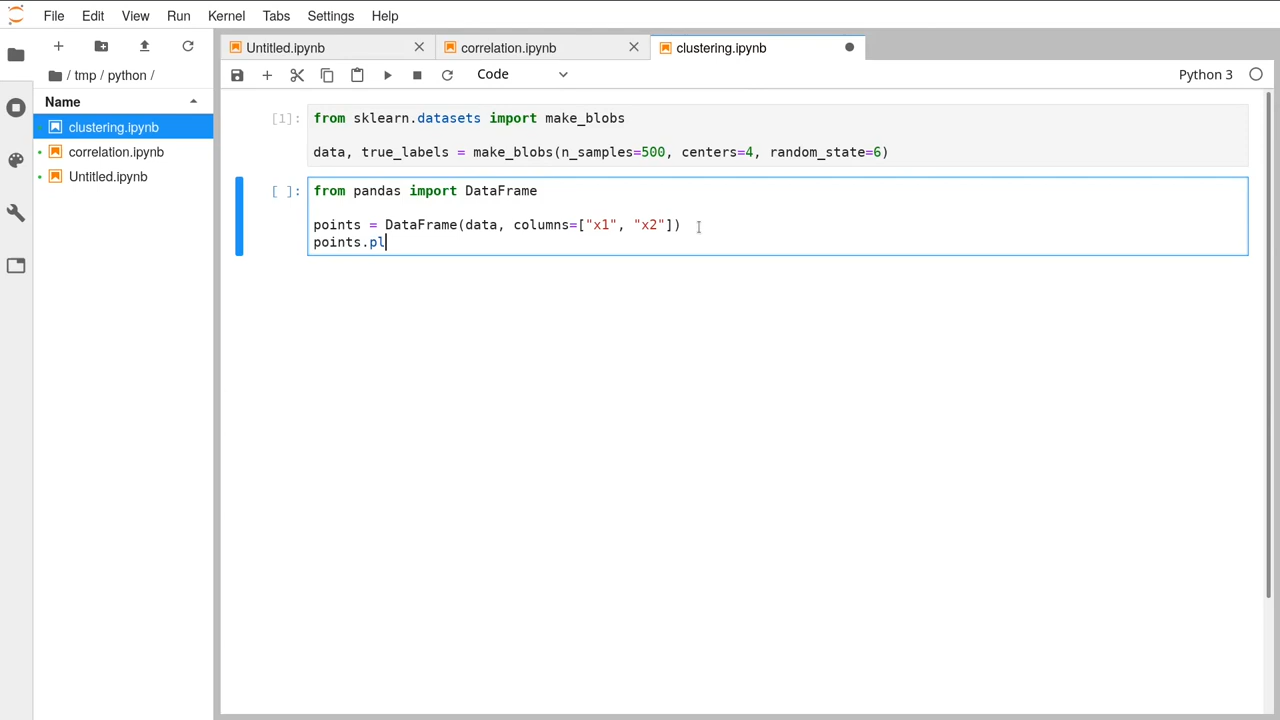 File Edit View Run Kernel Tabs Settings Help
Untitled.ipynb correlation.ipynb clustering.ipynb
/ tmp / python /
Code
Python 3
Name
clustering.ipynb
correlation.ipynb
Untitled.ipynb
[1]: from sklearn.datasets import make_blobs
data, true_labels = make_blobs(n_samples=500, centers=4, random_state=6)
[ ]: from pandas import DataFrame
points = DataFrame(data, columns=["x1", "x2"])
points.pl